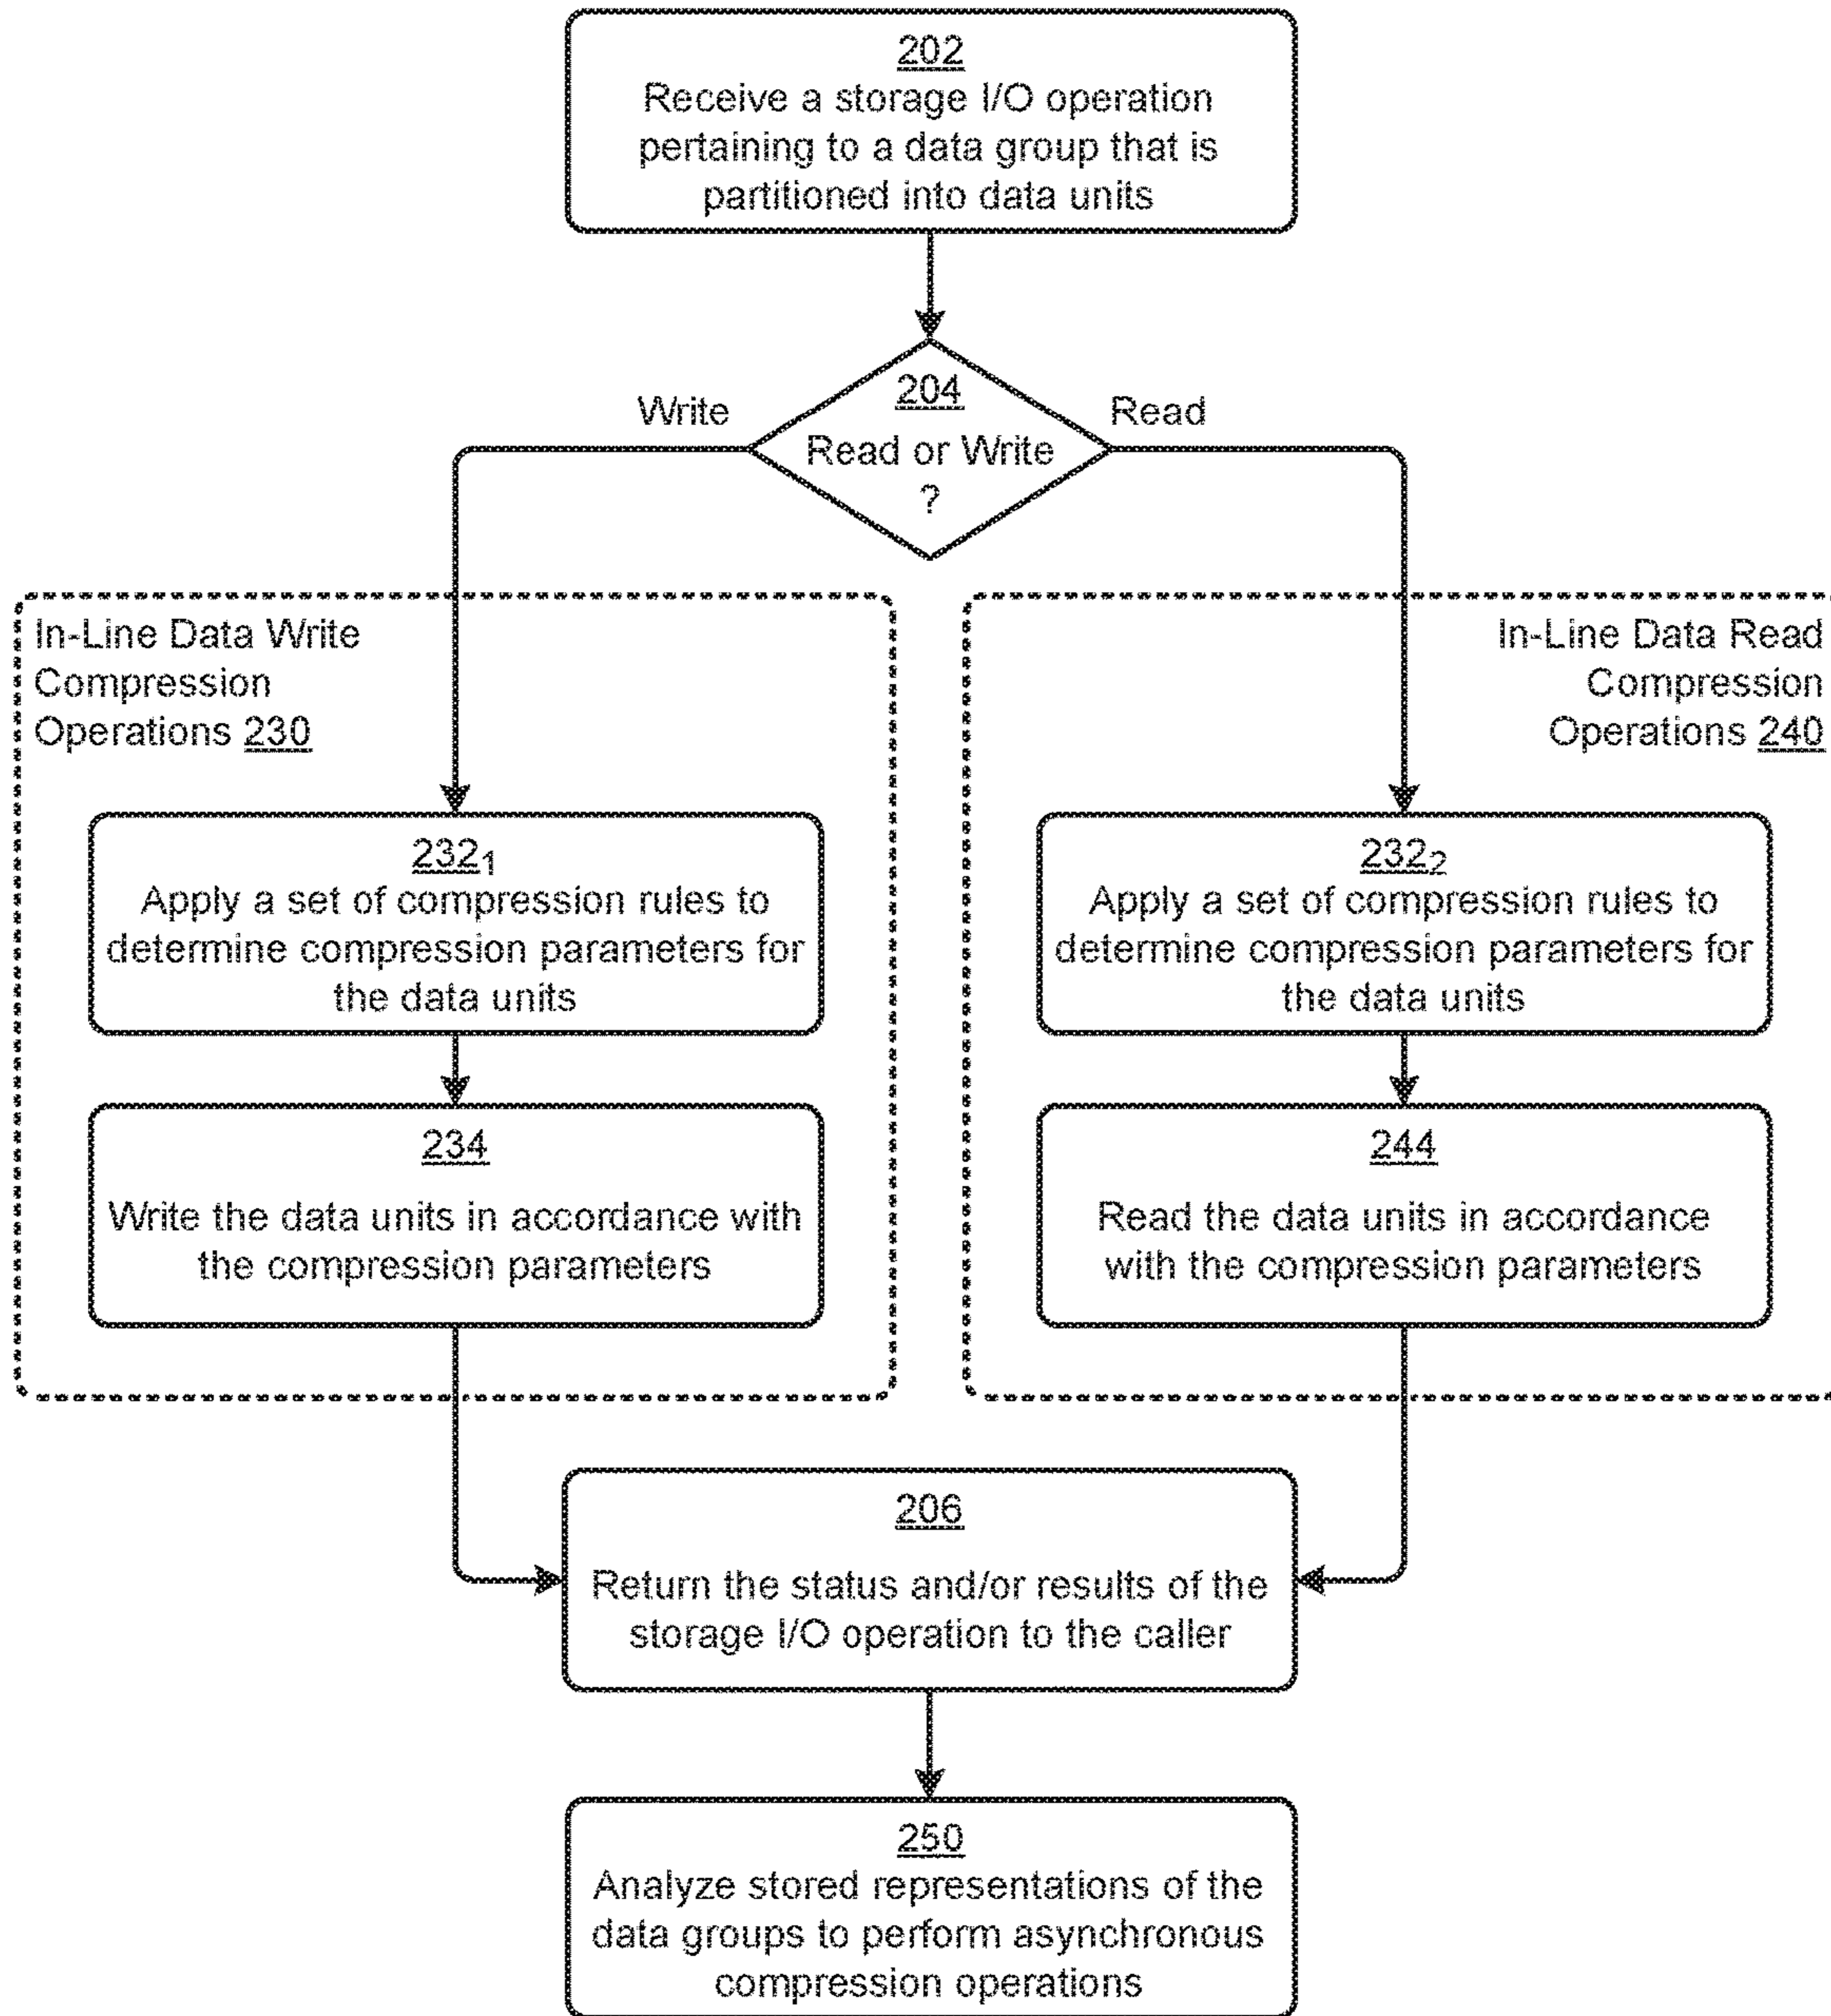 202
Receive a storage I/O operation
pertaining to a data group that is
partitioned into data units
204
Read or Write
?
Write
Read
In-Line Data Write
Compression
Operations 230
In-Line Data Read
Compression
Operations 240
232₁
Apply a set of compression rules to
determine compression parameters for
the data units
232₂
Apply a set of compression rules to
determine compression parameters for
the data units
234
Write the data units in accordance with
the compression parameters
244
Read the data units in accordance
with the compression parameters
206
Return the status and/or results of the
storage I/O operation to the caller
250
Analyze stored representations of the
data groups to perform asynchronous
compression operations